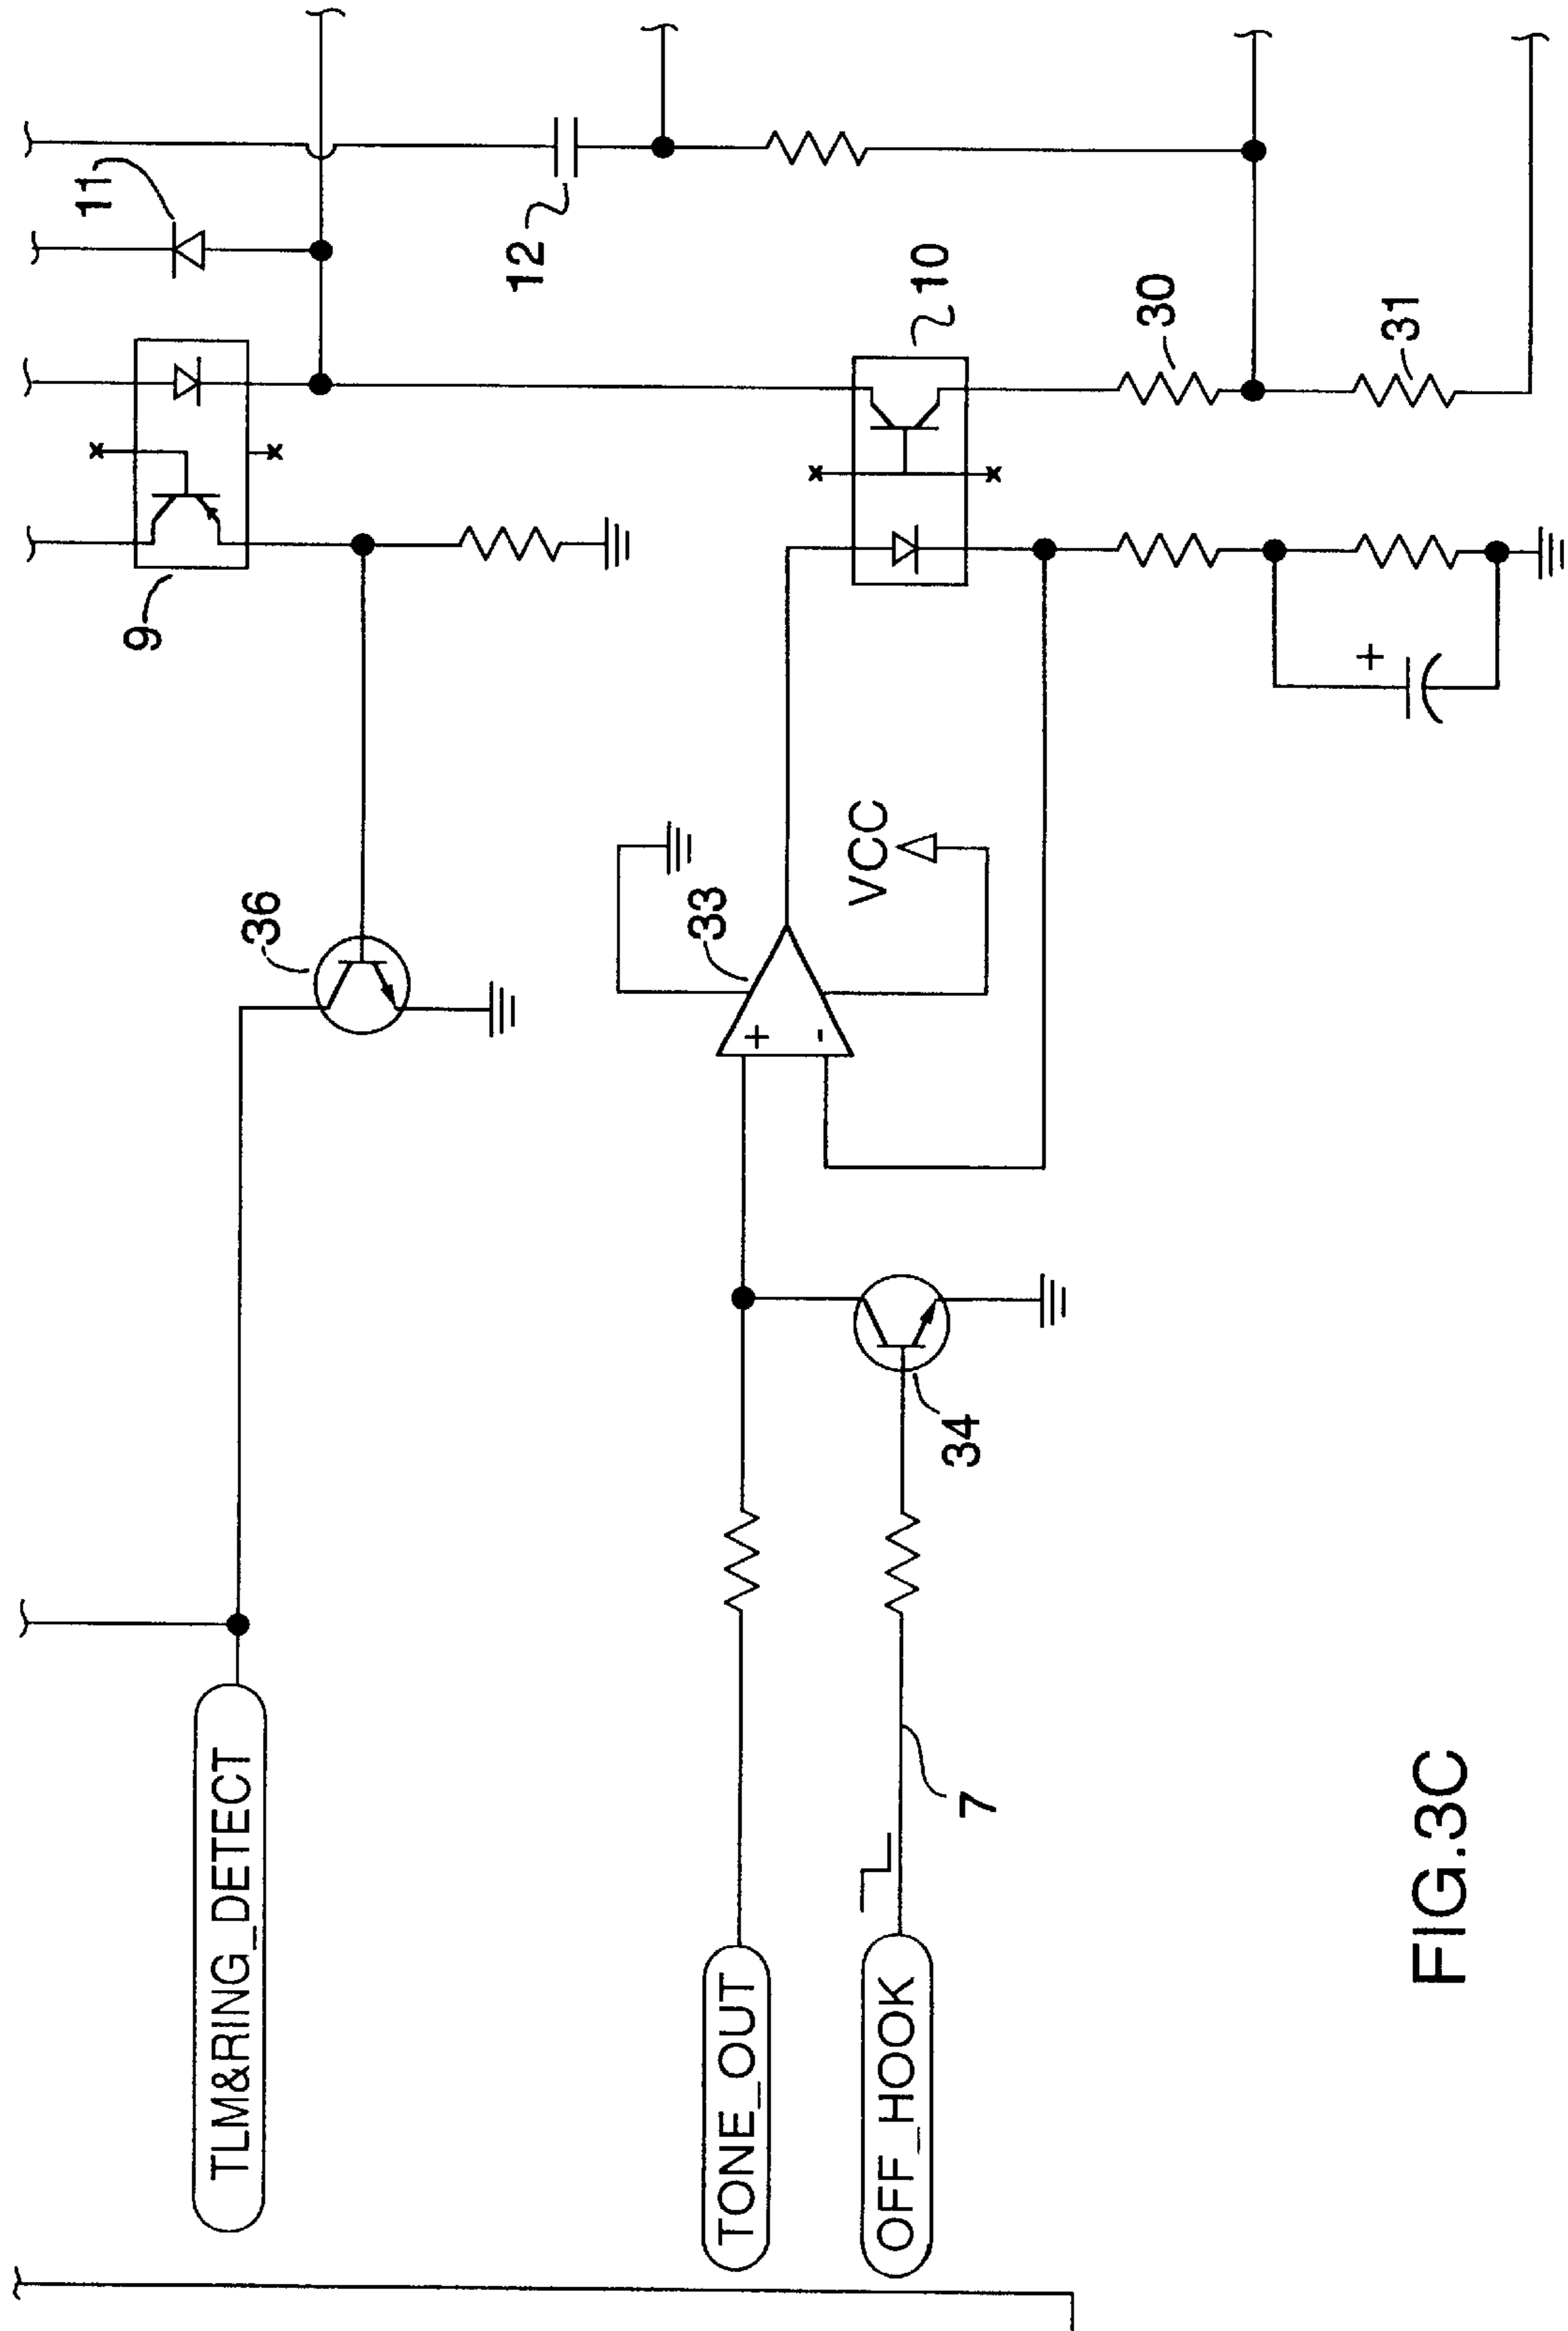 TLM&RING_DETECT
36
9
11
12
TONE_OUT
+
-
33
VCC
10
OFF_HOOK
7
34
30
31
+
FIG.3C